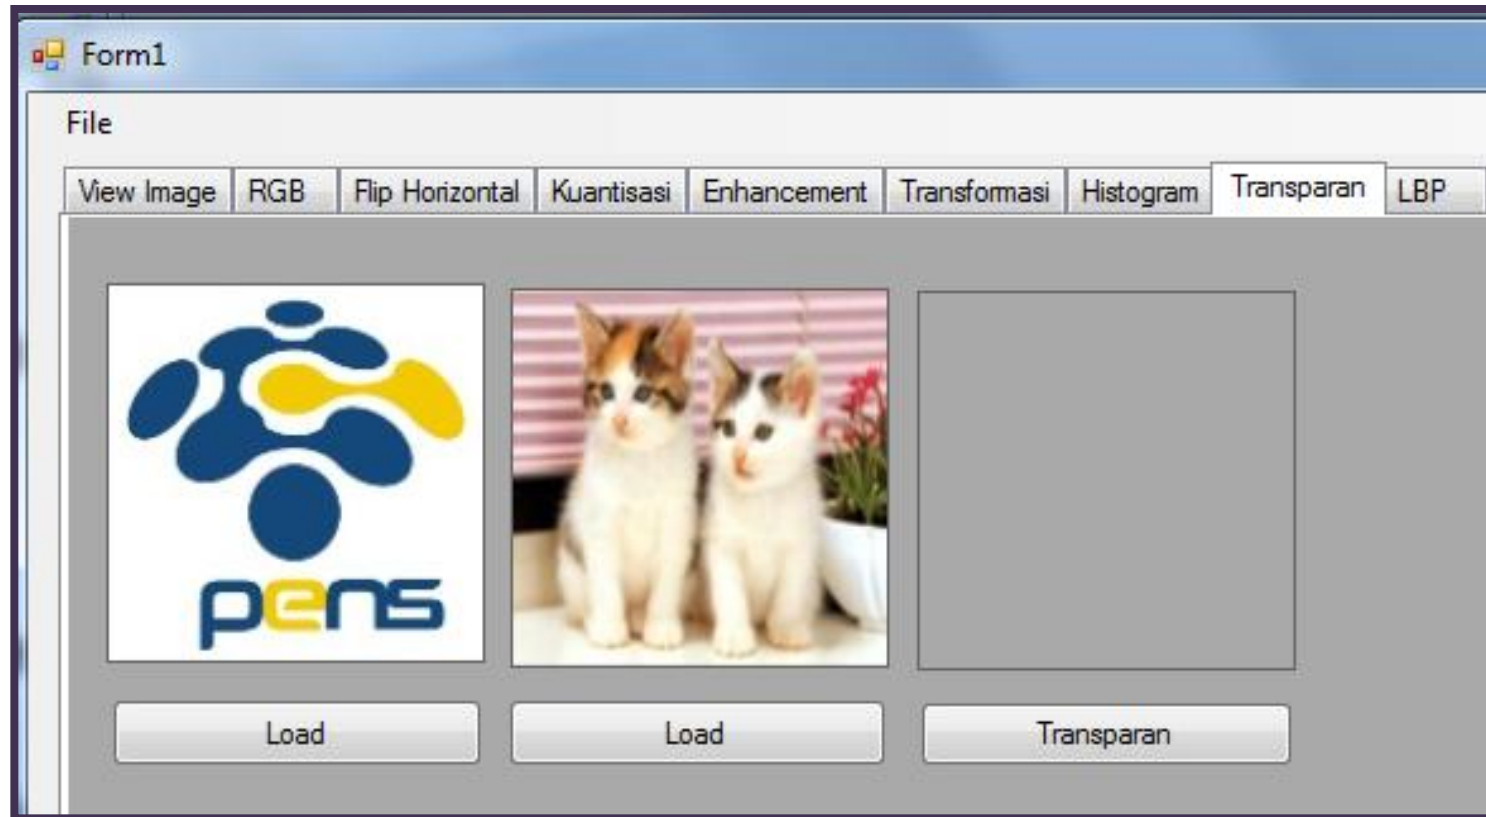 Form1
File
View Image RGB Flip Horizontal Kuantisasi Enhancement Transformasi Histogram Transparan LBP
pens
Load Load Transparan